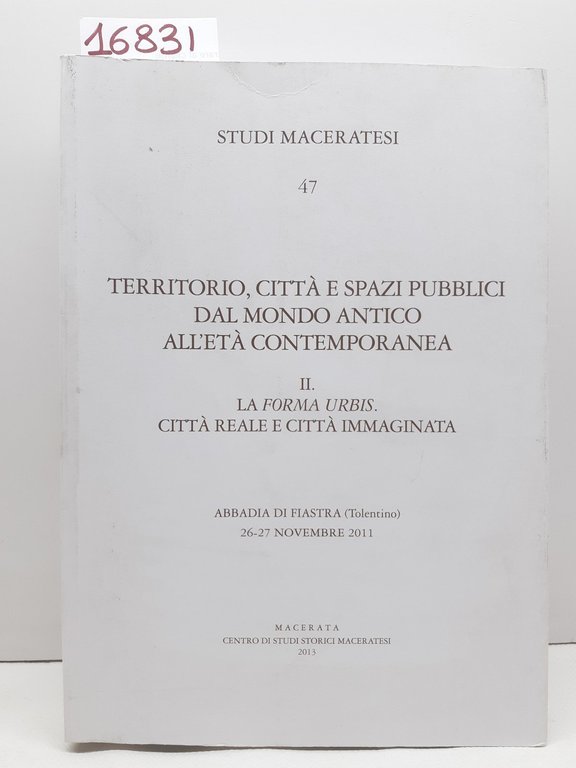 16831
STUDI MACERATESI
47
TERRITORIO, CITTÀ E SPAZI PUBBLICI
DAL MONDO ANTICO
ALL'ETÀ CONTEMPORANEA
II.
LA FORMA URBIS.
CITTÀ REALE E CITTÀ IMMAGINATA
ABBADIA DI FIASTRA (Tolentino)
26-27 NOVEMBRE 2011
MACERATA
CENTRO DI STUDI STORICI MACERATESI
2013